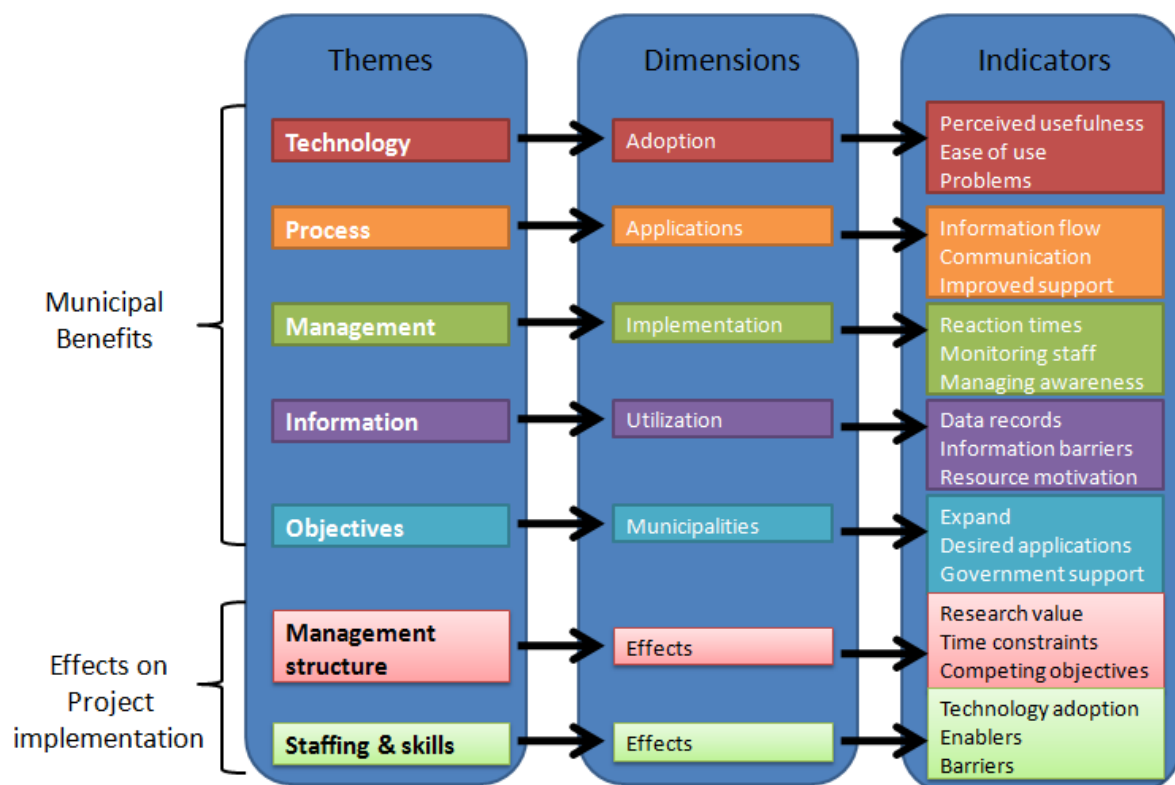 Themes
Dimensions
Indicators
Municipal
Benefits
Technology
Adoption
Perceived usefulness
Ease of use
Problems
Process
Applications
Information flow
Communication
Improved support
Management
Implementation
Reaction times
Monitoring staff
Managing awareness
Information
Utilization
Data records
Information barriers
Resource motivation
Objectives
Municipalities
Expand
Desired applications
Government support
Effects on
Project
implementation
Management
structure
Effects
Research value
Time constraints
Competing objectives
Staffing & skills
Effects
Technology adoption
Enablers
Barriers